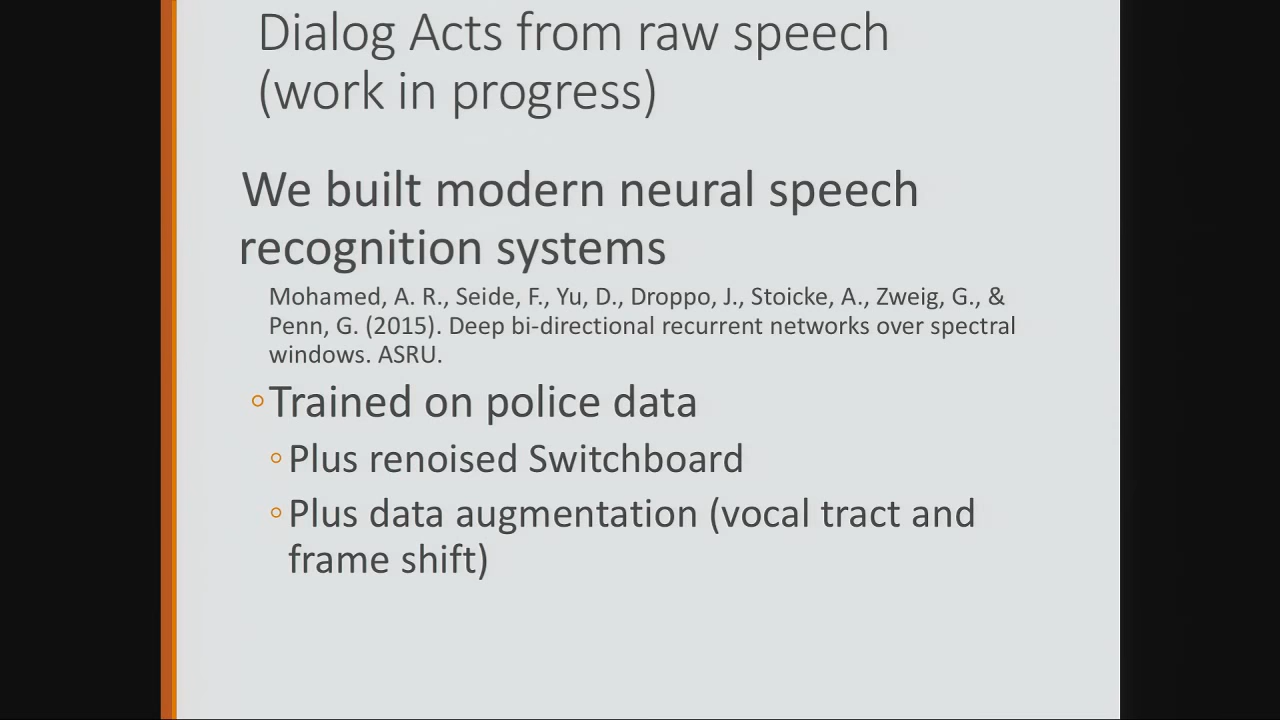 Dialog Acts from raw speech
(work in progress)
We built modern neural speech
recognition systems
Mohamed, A. R., Seide, F., Yu, D., Droppo, J., Stoicke, A., Zweig, G., &
Penn, G. (2015). Deep bi-directional recurrent networks over spectral
windows. ASRU.
◦Trained on police data
◦Plus renoised Switchboard
◦Plus data augmentation (vocal tract and
frame shift)